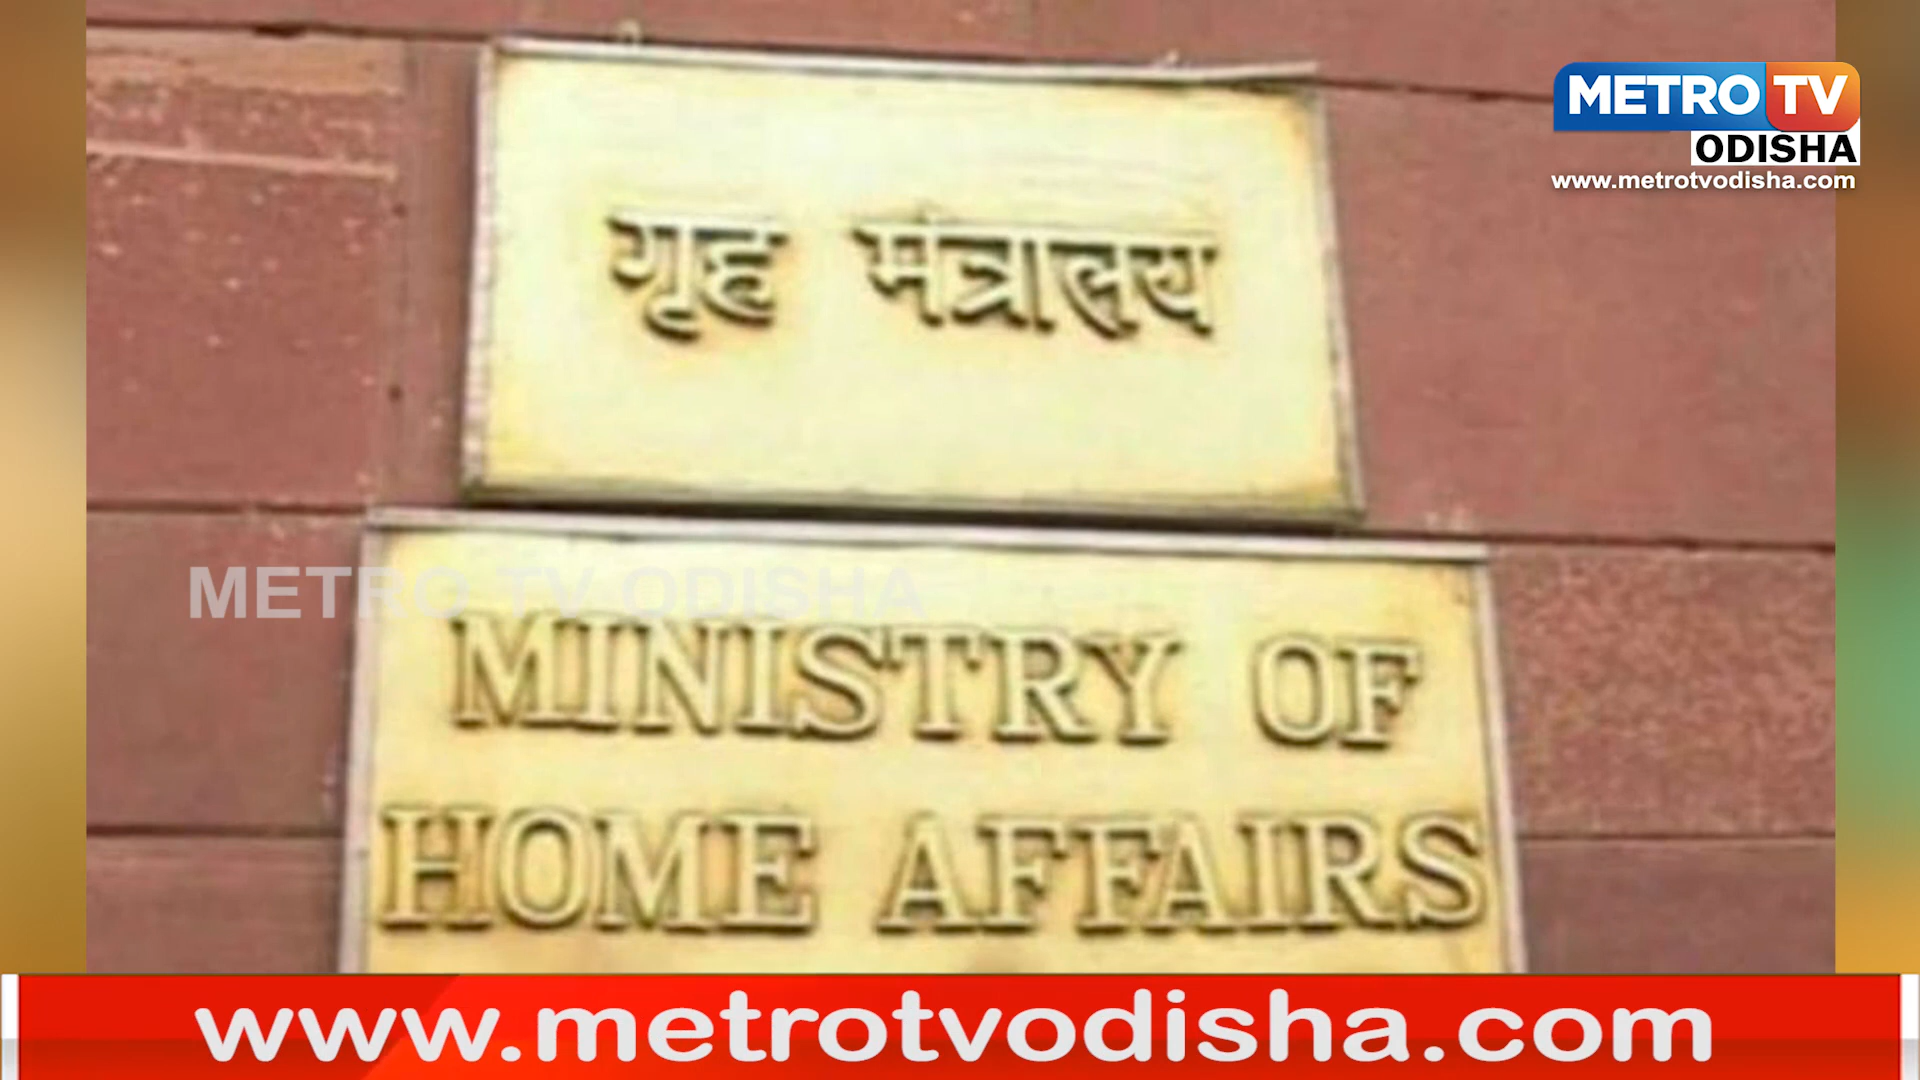 METRO TV
ODISHA
www.metrotvodisha.com
गृह मंत्रालय
METRO TV ODISHA
MINISTRY OF
HOME AFFAIRS
www.metrotvodisha.com